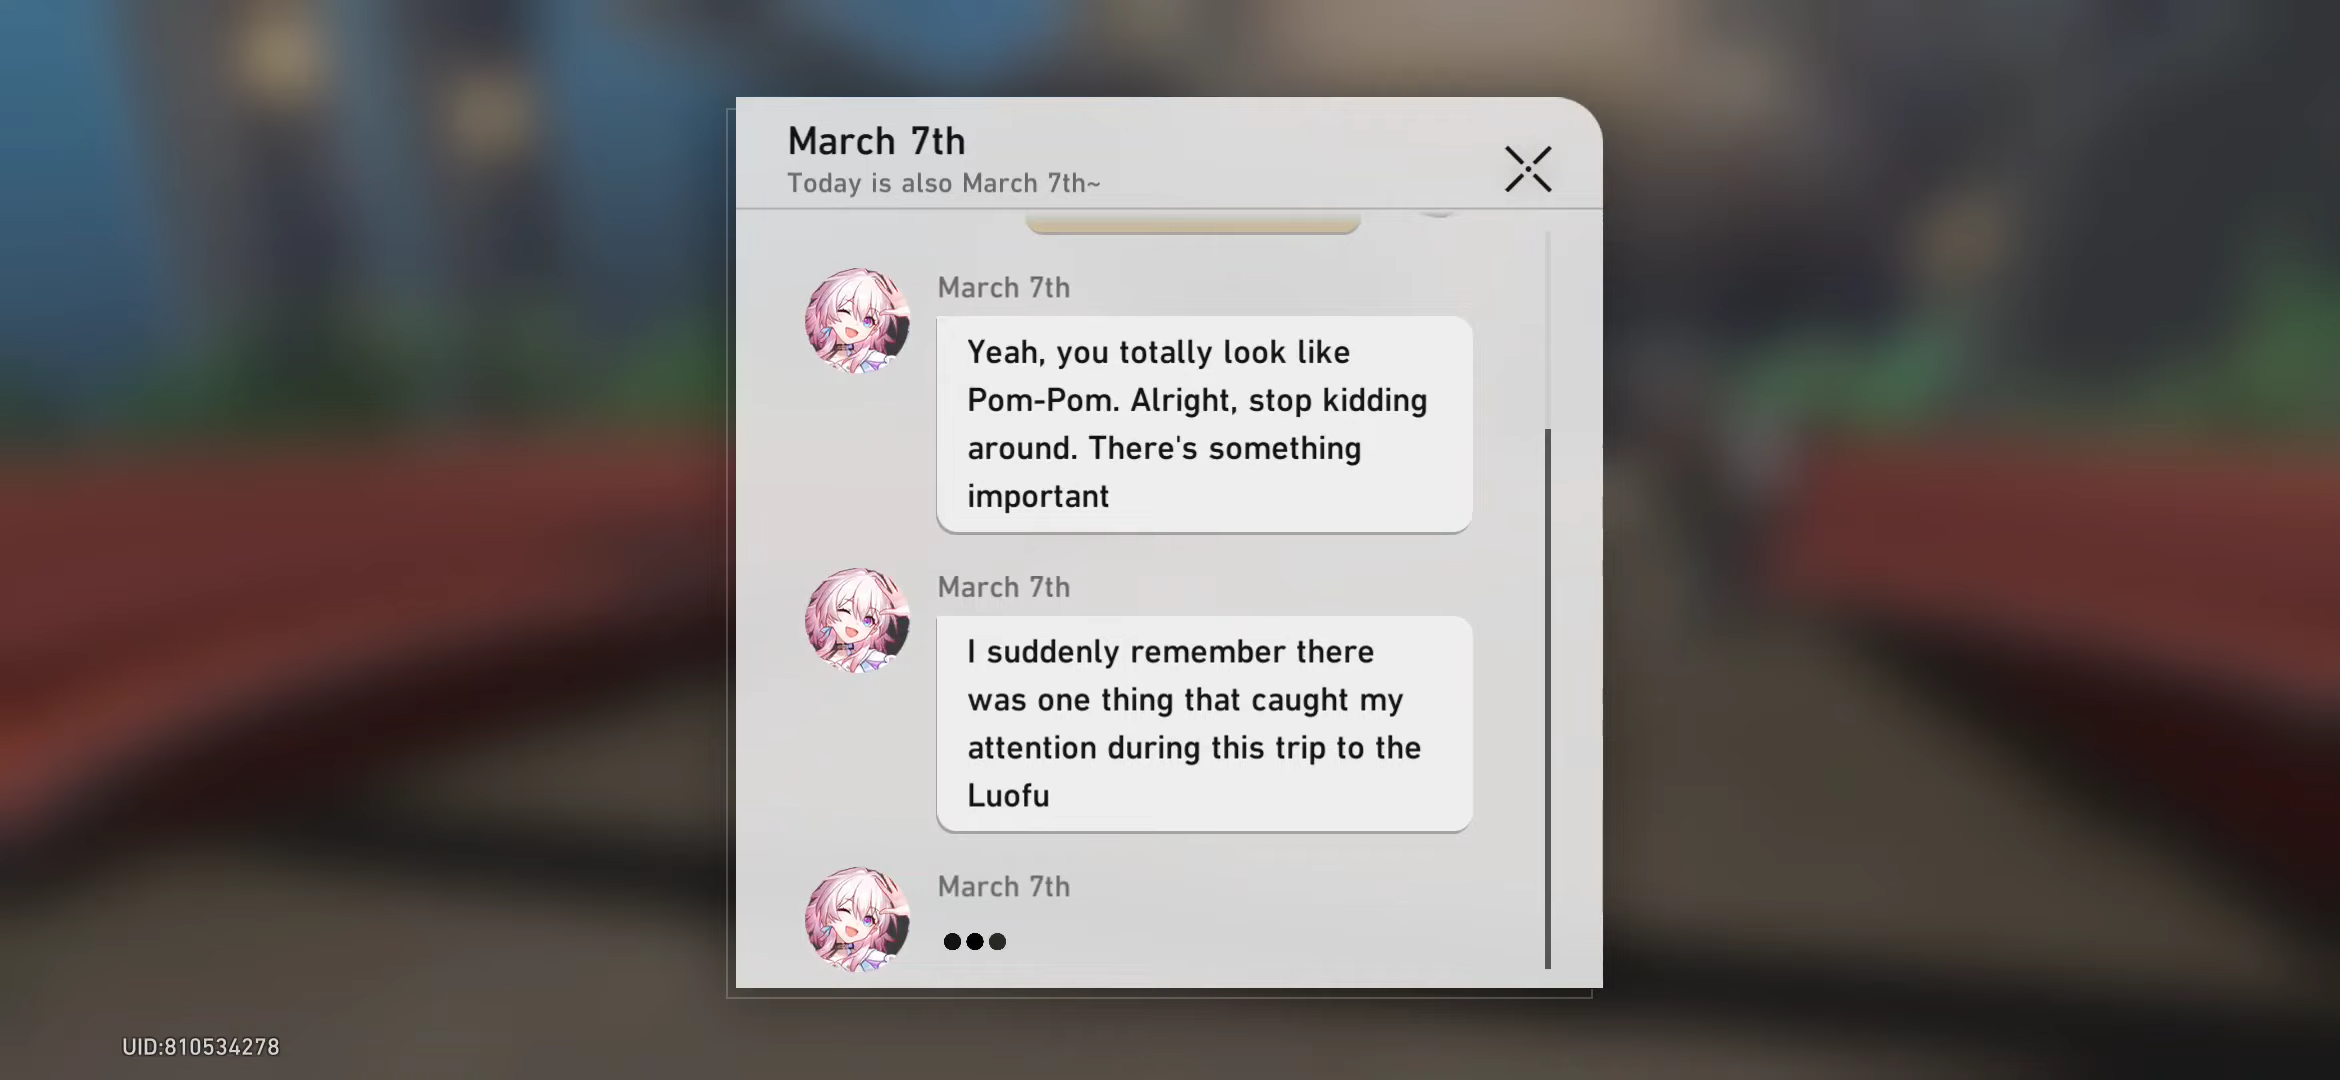 March 7th
Today is also March 7th~
March 7th
Yeah, you totally look like
Pom-Pom. Alright, stop kidding
around. There's something
important
March 7th
I suddenly remember there
was one thing that caught my
attention during this trip to the
Luofu
March 7th
UID:810534278